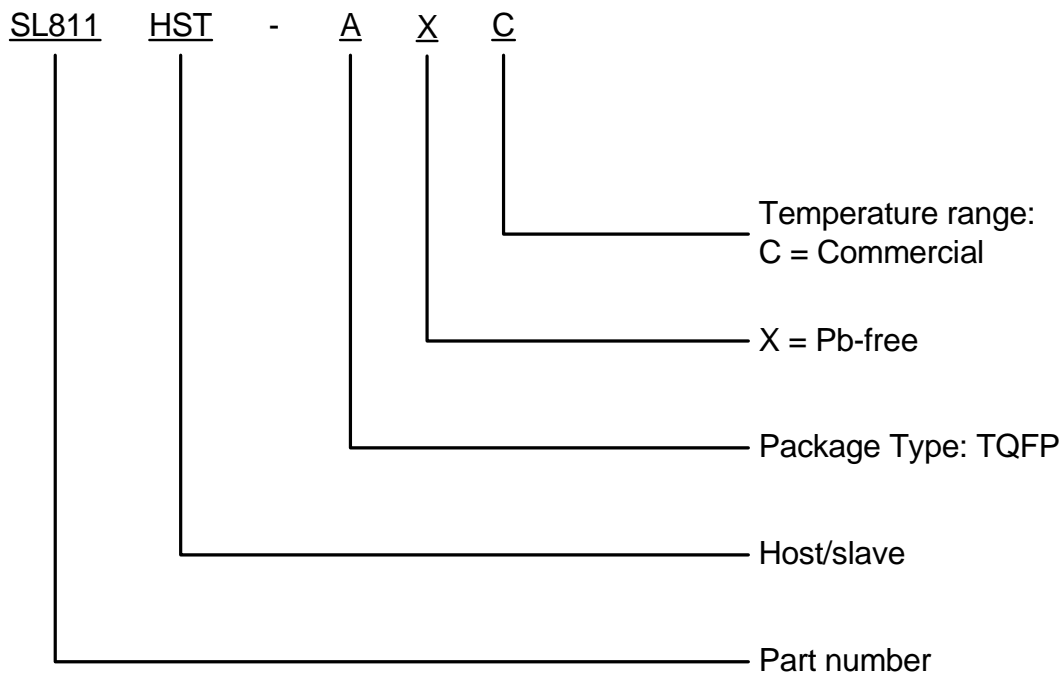 SL811 HST - A X C
Temperature range:
C = Commercial
X = Pb-free
Package Type: TQFP
Host/slave
Part number